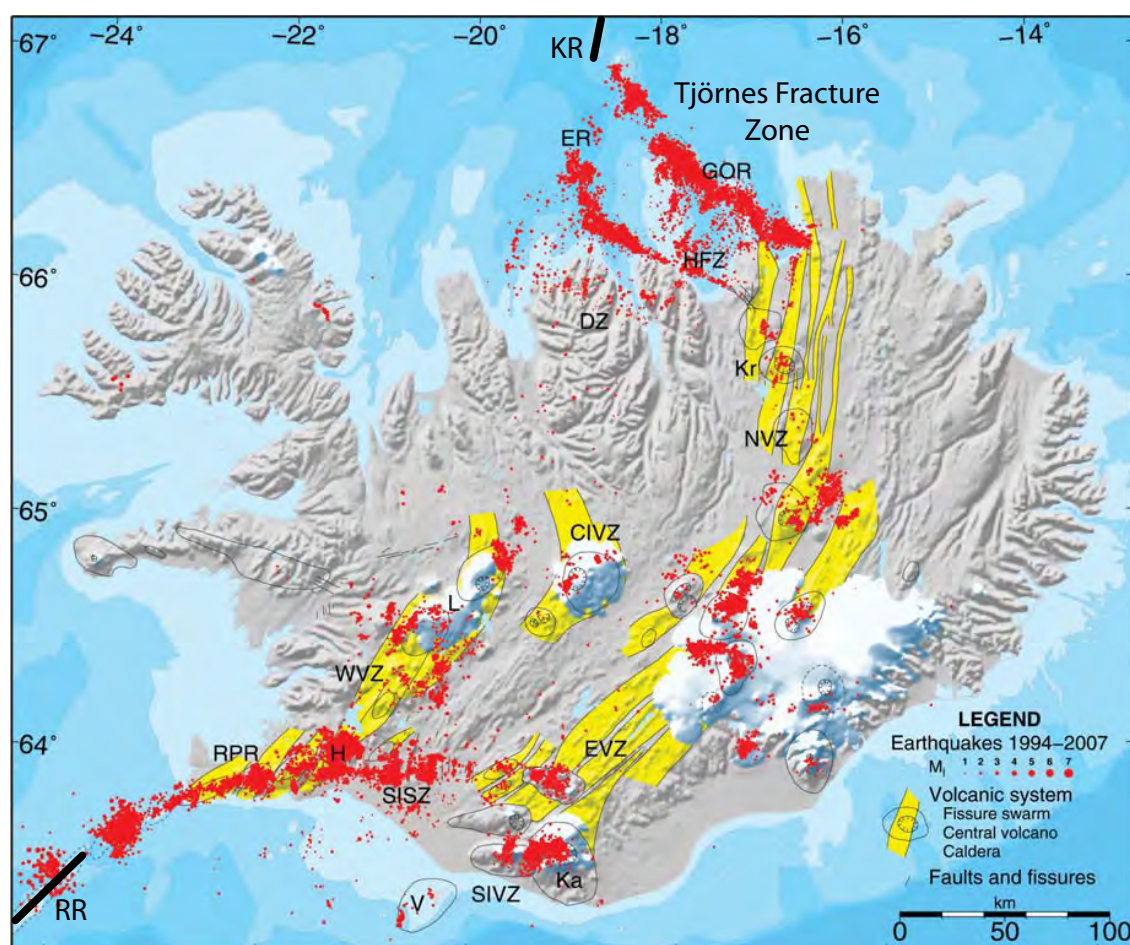 67° −24° −22° −20° −18° −16°
KR
Tjörnes Fracture
Zone
ER
GOR
66°
HFZ
DZ
Kr
NVZ
65°
CIVZ
L
WVZ
64°
RPR
H
EVZ
SISZ
LEGEND
Earthquakes 1994–2007
Ml 1 2 3 4 5 6 7
Volcanic system
Fissure swarm
Central volcano
Caldera
Faults and fissures
Ka
SIVZ
V
RR
km
0 50 100